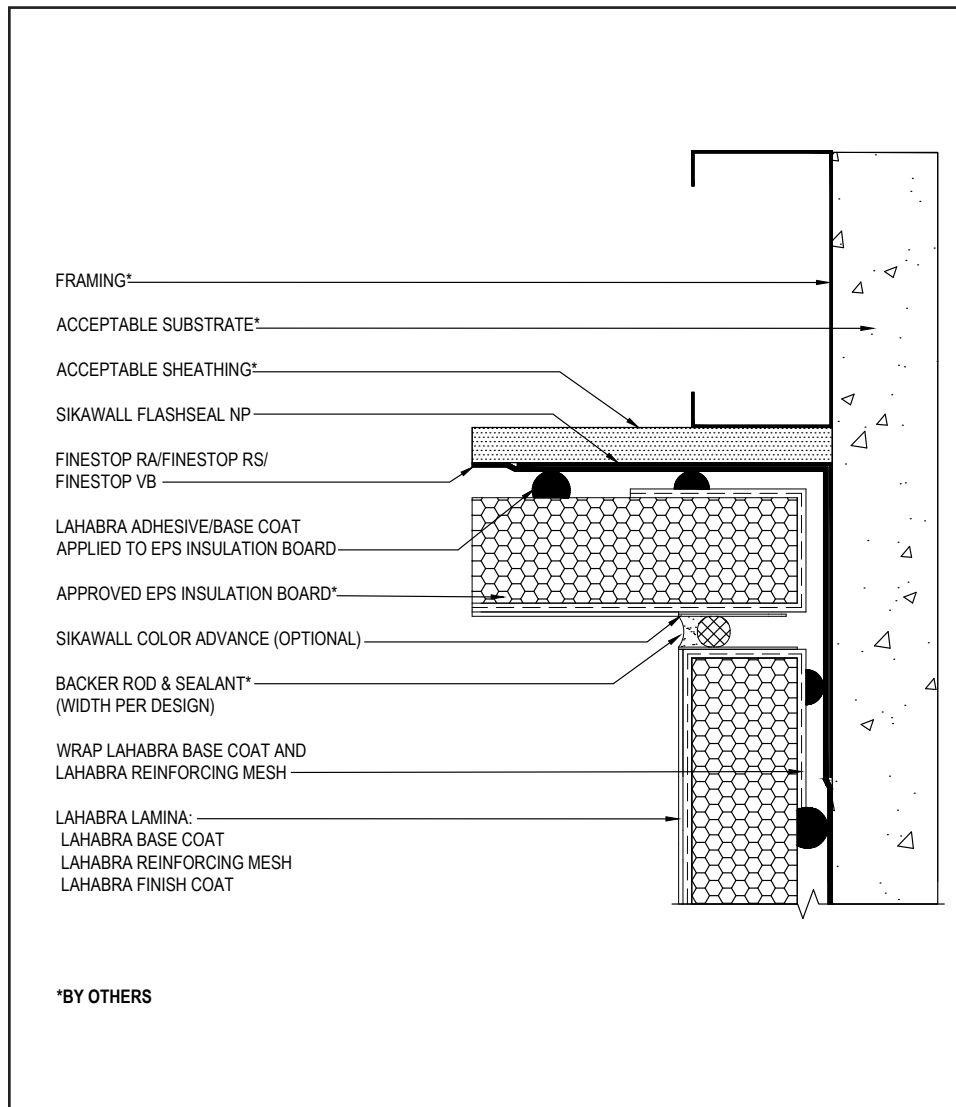 FRAMING*
ACCEPTABLE SUBSTRATE*
ACCEPTABLE SHEATHING*
SIKAWALL FLASHSEAL NP
FINESTOP RA/FINESTOP RS/
FINESTOP VB
LAHABRA ADHESIVE/BASE COAT
APPLIED TO EPS INSULATION BOARD
APPROVED EPS INSULATION BOARD*
SIKAWALL COLOR ADVANCE (OPTIONAL)
BACKER ROD & SEALANT*
(WIDTH PER DESIGN)
WRAP LAHABRA BASE COAT AND
LAHABRA REINFORCING MESH
LAHABRA LAMINA:
LAHABRA BASE COAT
LAHABRA REINFORCING MESH
LAHABRA FINISH COAT
*BY OTHERS